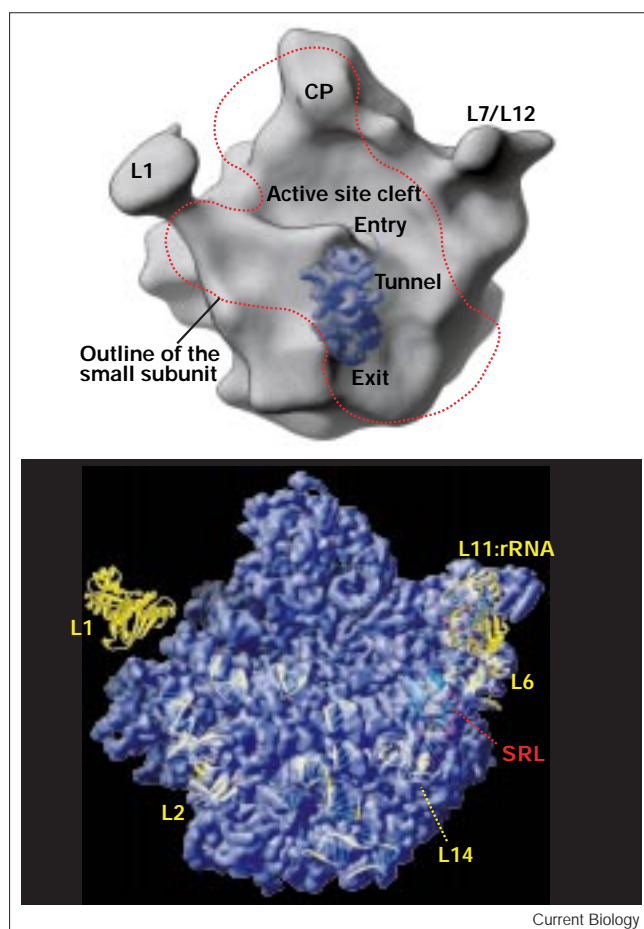 CP
L7/L12
L1
Active site cleft
Entry
Tunnel
Outline of the
small subunit
Exit
L11:rRNA
L1
L6
SRL
L2
L14
Current Biology